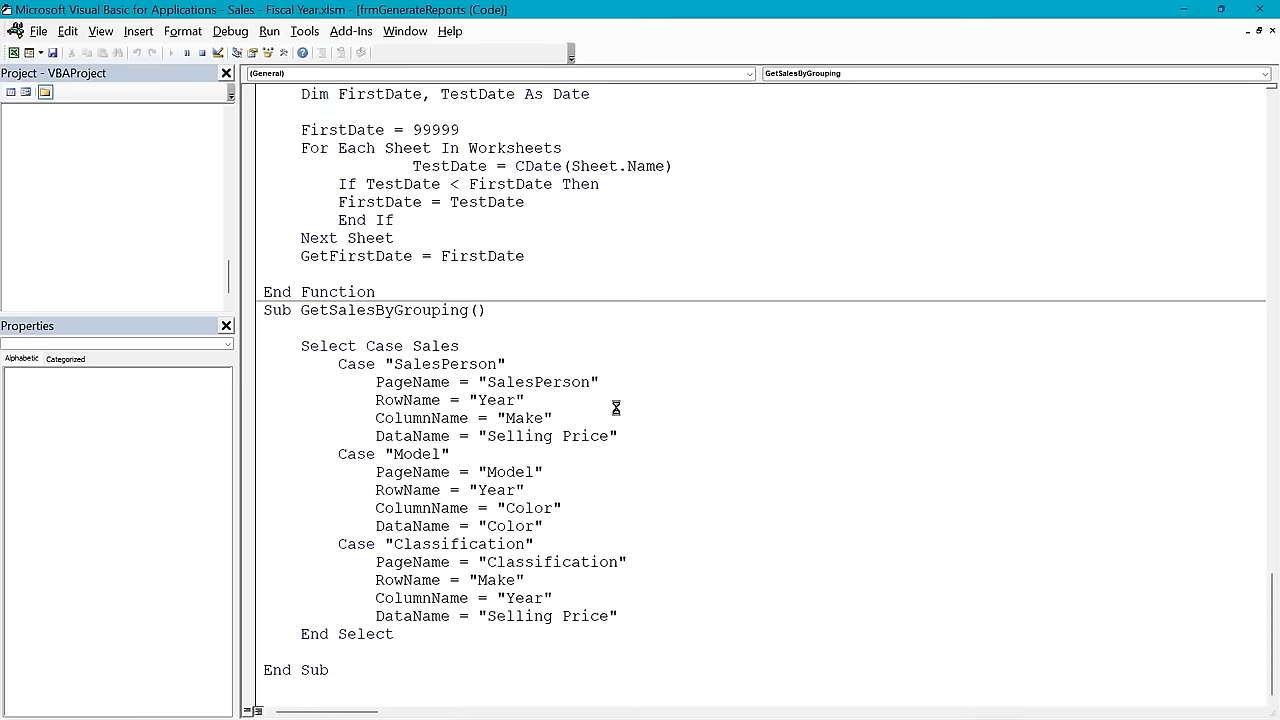 Microsoft Visual Basic for Applications - Sales - Fiscal Year.xlsm - [frmGenerateReports (Code)]
File Edit View Insert Format Debug Run Tools Add-Ins Window Help
Project - VBAProject
(General)
GetSalesByGrouping
Properties
Alphabetic Categorized
Dim FirstDate, TestDate As Date
FirstDate = 99999
For Each Sheet In Worksheets
TestDate = CDate(Sheet.Name)
If TestDate < FirstDate Then
FirstDate = TestDate
End If
Next Sheet
GetFirstDate = FirstDate
End Function
Sub GetSalesByGrouping()
Select Case Sales
Case "SalesPerson"
PageName = "SalesPerson"
RowName = "Year"
ColumnName = "Make"
DataName = "Selling Price"
Case "Model"
PageName = "Model"
RowName = "Year"
ColumnName = "Color"
DataName = "Color"
Case "Classification"
PageName = "Classification"
RowName = "Make"
ColumnName = "Year"
DataName = "Selling Price"
End Select
End Sub